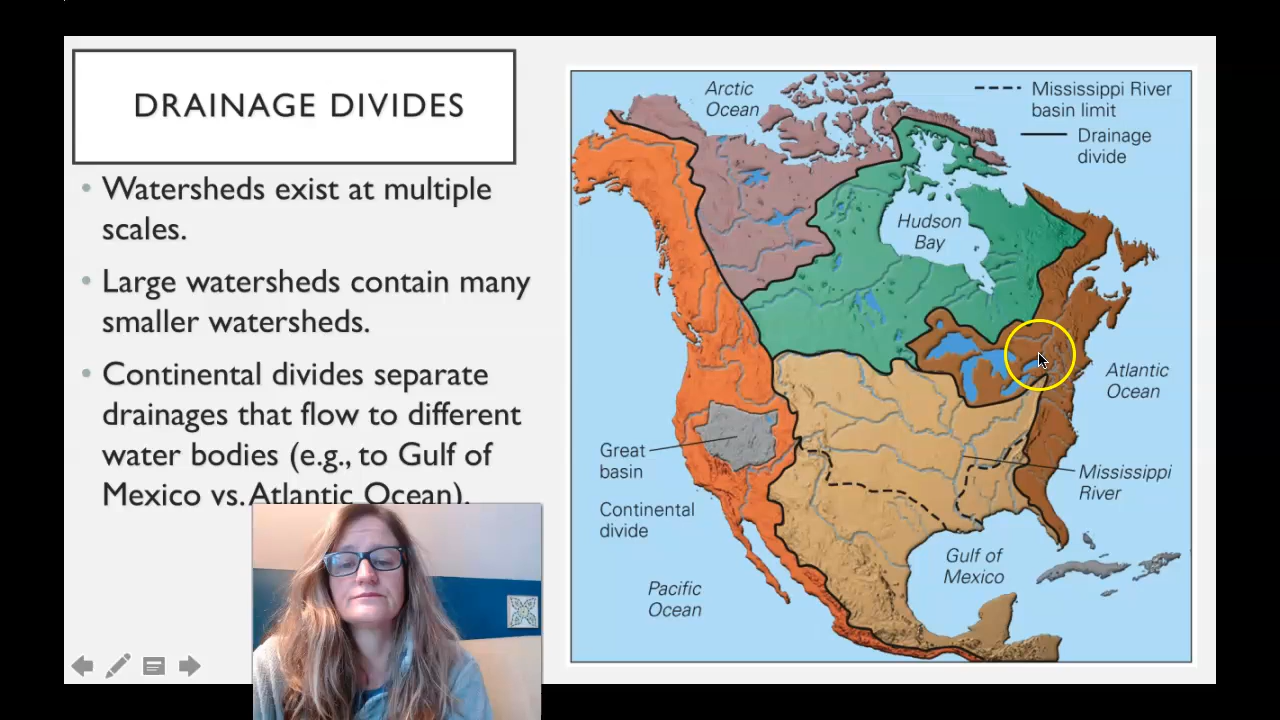 DRAINAGE DIVIDES
• Watersheds exist at multiple
scales.
• Large watersheds contain many
smaller watersheds.
• Continental divides separate
drainages that flow to different
water bodies (e.g., to Gulf of
Mexico vs. Atlantic Ocean).
Arctic
Ocean
Mississippi River
basin limit
Drainage
divide
Hudson
Bay
Atlantic
Ocean
Great
basin
Mississippi
River
Continental
divide
Gulf of
Mexico
Pacific
Ocean